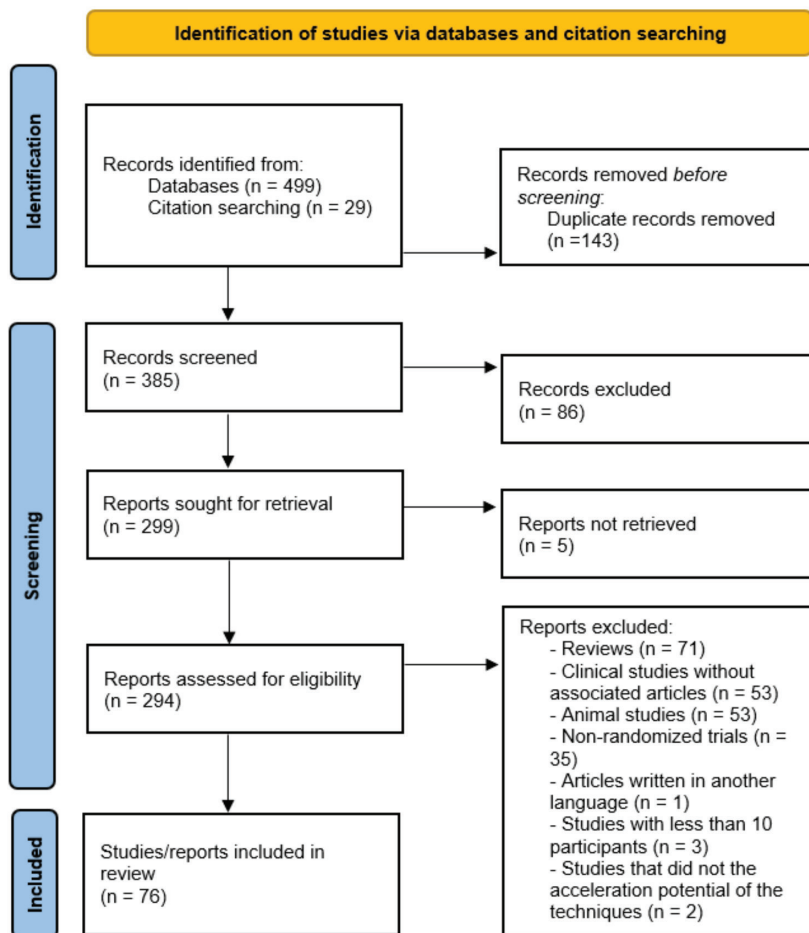 Identification of studies via databases and citation searching
Identification
Records identified from:
Databases (n = 499)
Citation searching (n = 29)
Records removed before
screening:
Duplicate records removed
(n =143)
Screening
Records screened
(n = 385)
Records excluded
(n = 86)
Reports sought for retrieval
(n = 299)
Reports not retrieved
(n = 5)
Reports assessed for eligibility
(n = 294)
Reports excluded:
- Reviews (n = 71)
- Clinical studies without
associated articles (n = 53)
- Animal studies (n = 53)
- Non-randomized trials (n =
35)
- Articles written in another
language (n = 1)
- Studies with less than 10
participants (n = 3)
- Studies that did not the
acceleration potential of the
techniques (n = 2)
Included
Studies/reports included in
review
(n = 76)